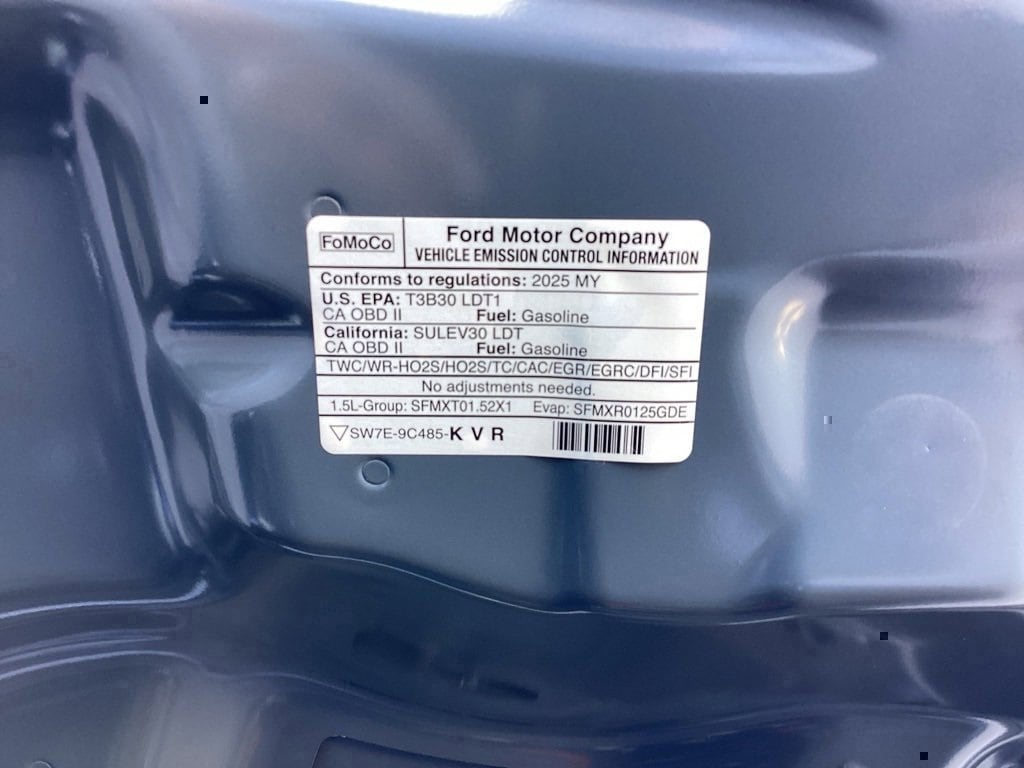 FoMoCo
Ford Motor Company
VEHICLE EMISSION CONTROL INFORMATION
Conforms to regulations: 2025 MY
U.S. EPA: T3B30 LDT1
CA OBD II Fuel: Gasoline
California: SULEV30 LDT
CA OBD II Fuel: Gasoline
TWC/WR-HO2S/HO2S/TC/CAC/EGR/EGRC/DFI/SFI
No adjustments needed.
1.5L-Group: SFMXT01.52X1 Evap: SFMXR0125GDE
SW7E-9C485-K V R